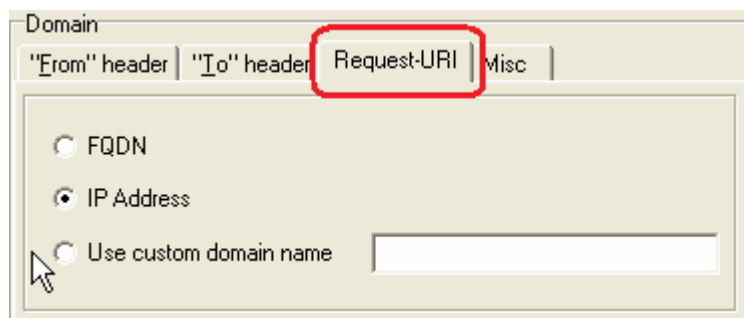 Domain
"From" header "To" header Request-URI Misc
FQDN
IP Address
Use custom domain name